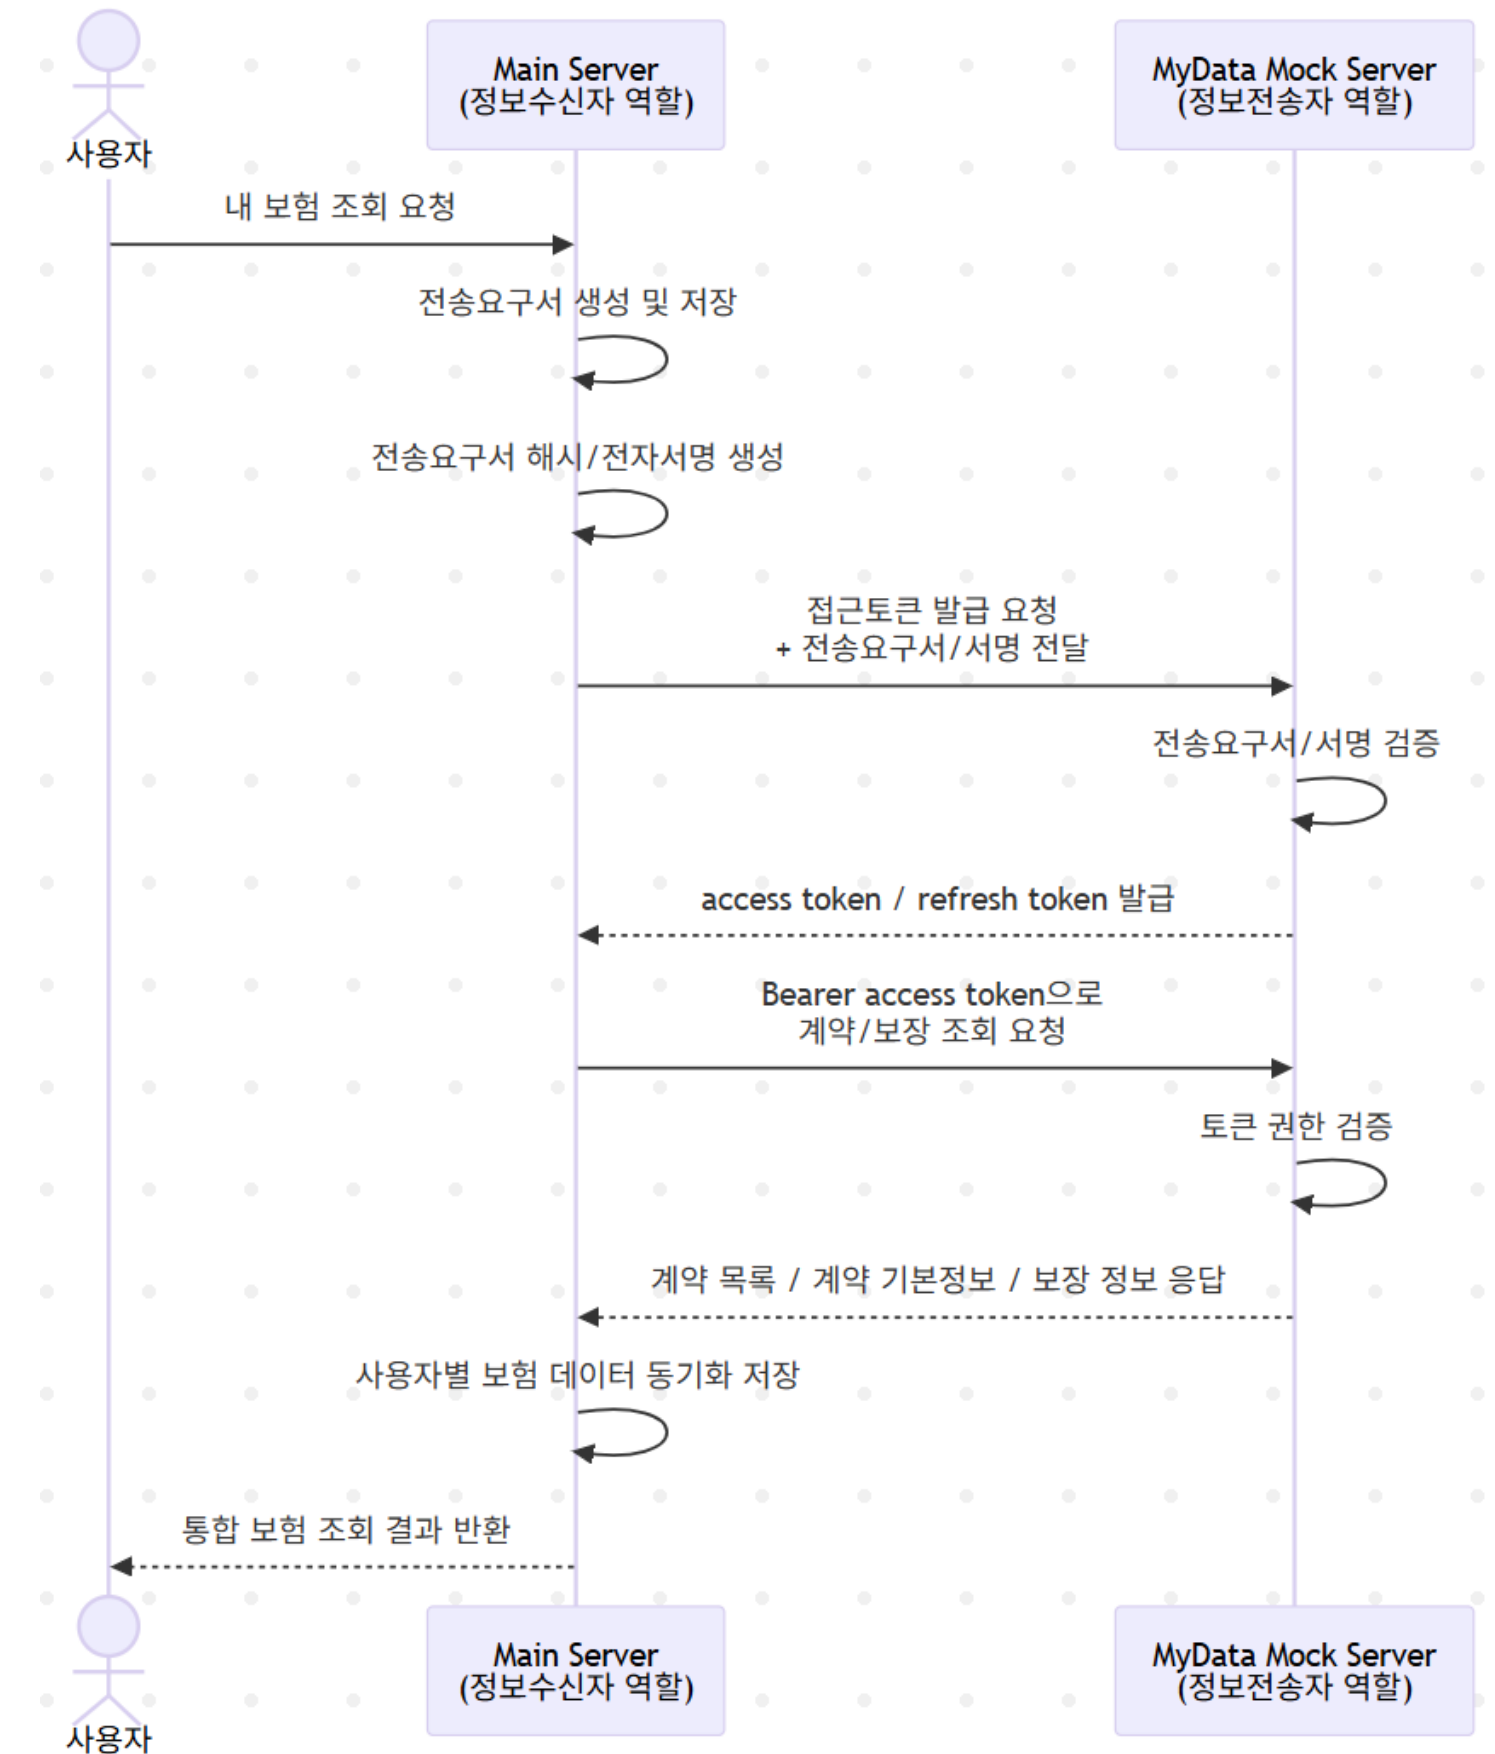 사용자
Main Server
(정보수신자 역할)
MyData Mock Server
(정보전송자 역할)
내 보험 조회 요청
전송요구서 생성 및 저장
전송요구서 해시/전자서명 생성
접근토큰 발급 요청
+ 전송요구서/서명 전달
전송요구서/서명 검증
access token / refresh token 발급
Bearer access token으로
계약/보장 조회 요청
토큰 권한 검증
계약 목록 / 계약 기본정보 / 보장 정보 응답
사용자별 보험 데이터 동기화 저장
통합 보험 조회 결과 반환
사용자
Main Server
(정보수신자 역할)
MyData Mock Server
(정보전송자 역할)